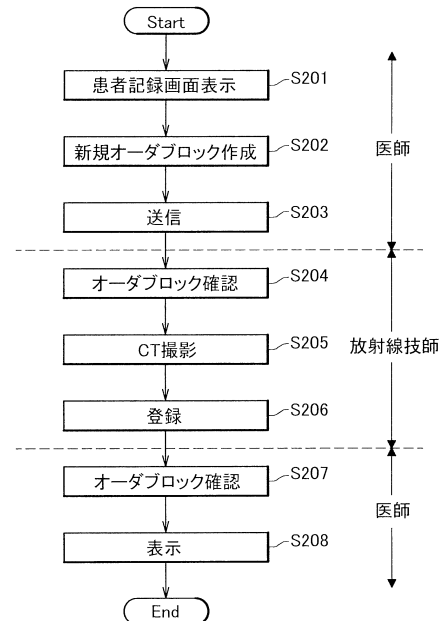 Start
患者記録画面表示
S201
新規オーダブロック作成
S202
医師
送信
S203
オーダブロック確認
S204
CT撮影
S205
放射線技師
登録
S206
オーダブロック確認
S207
医師
表示
S208
End